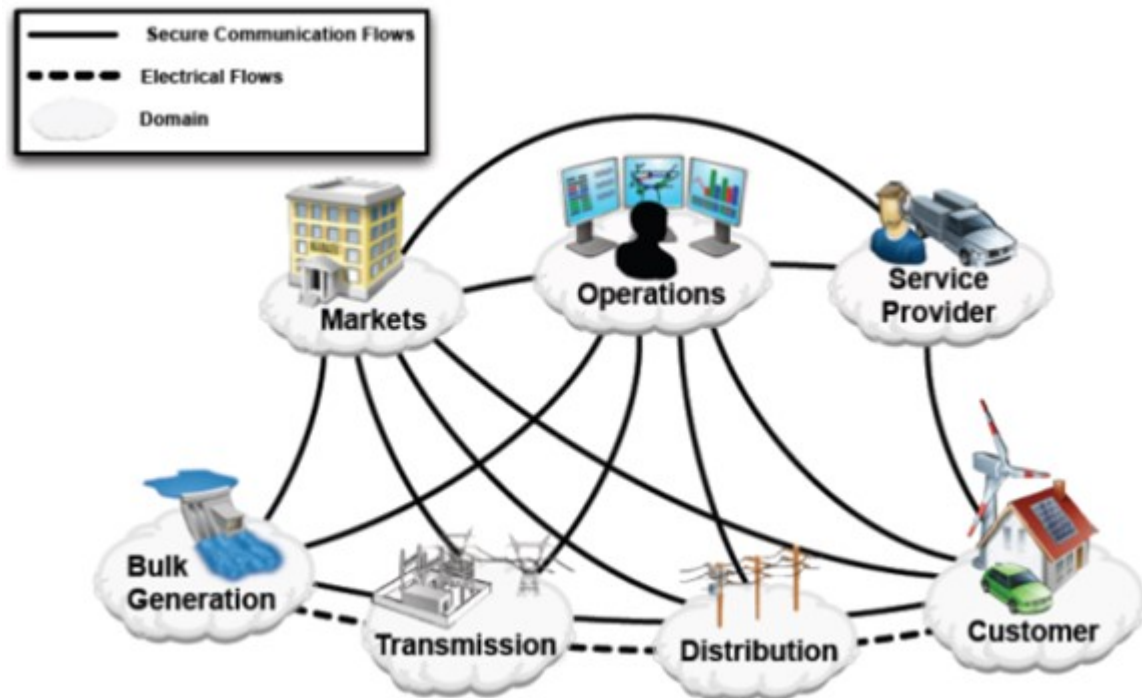 Secure Communication Flows
Electrical Flows
Domain
Markets
Operations
Service
Provider
Bulk
Generation
Transmission
Distribution
Customer